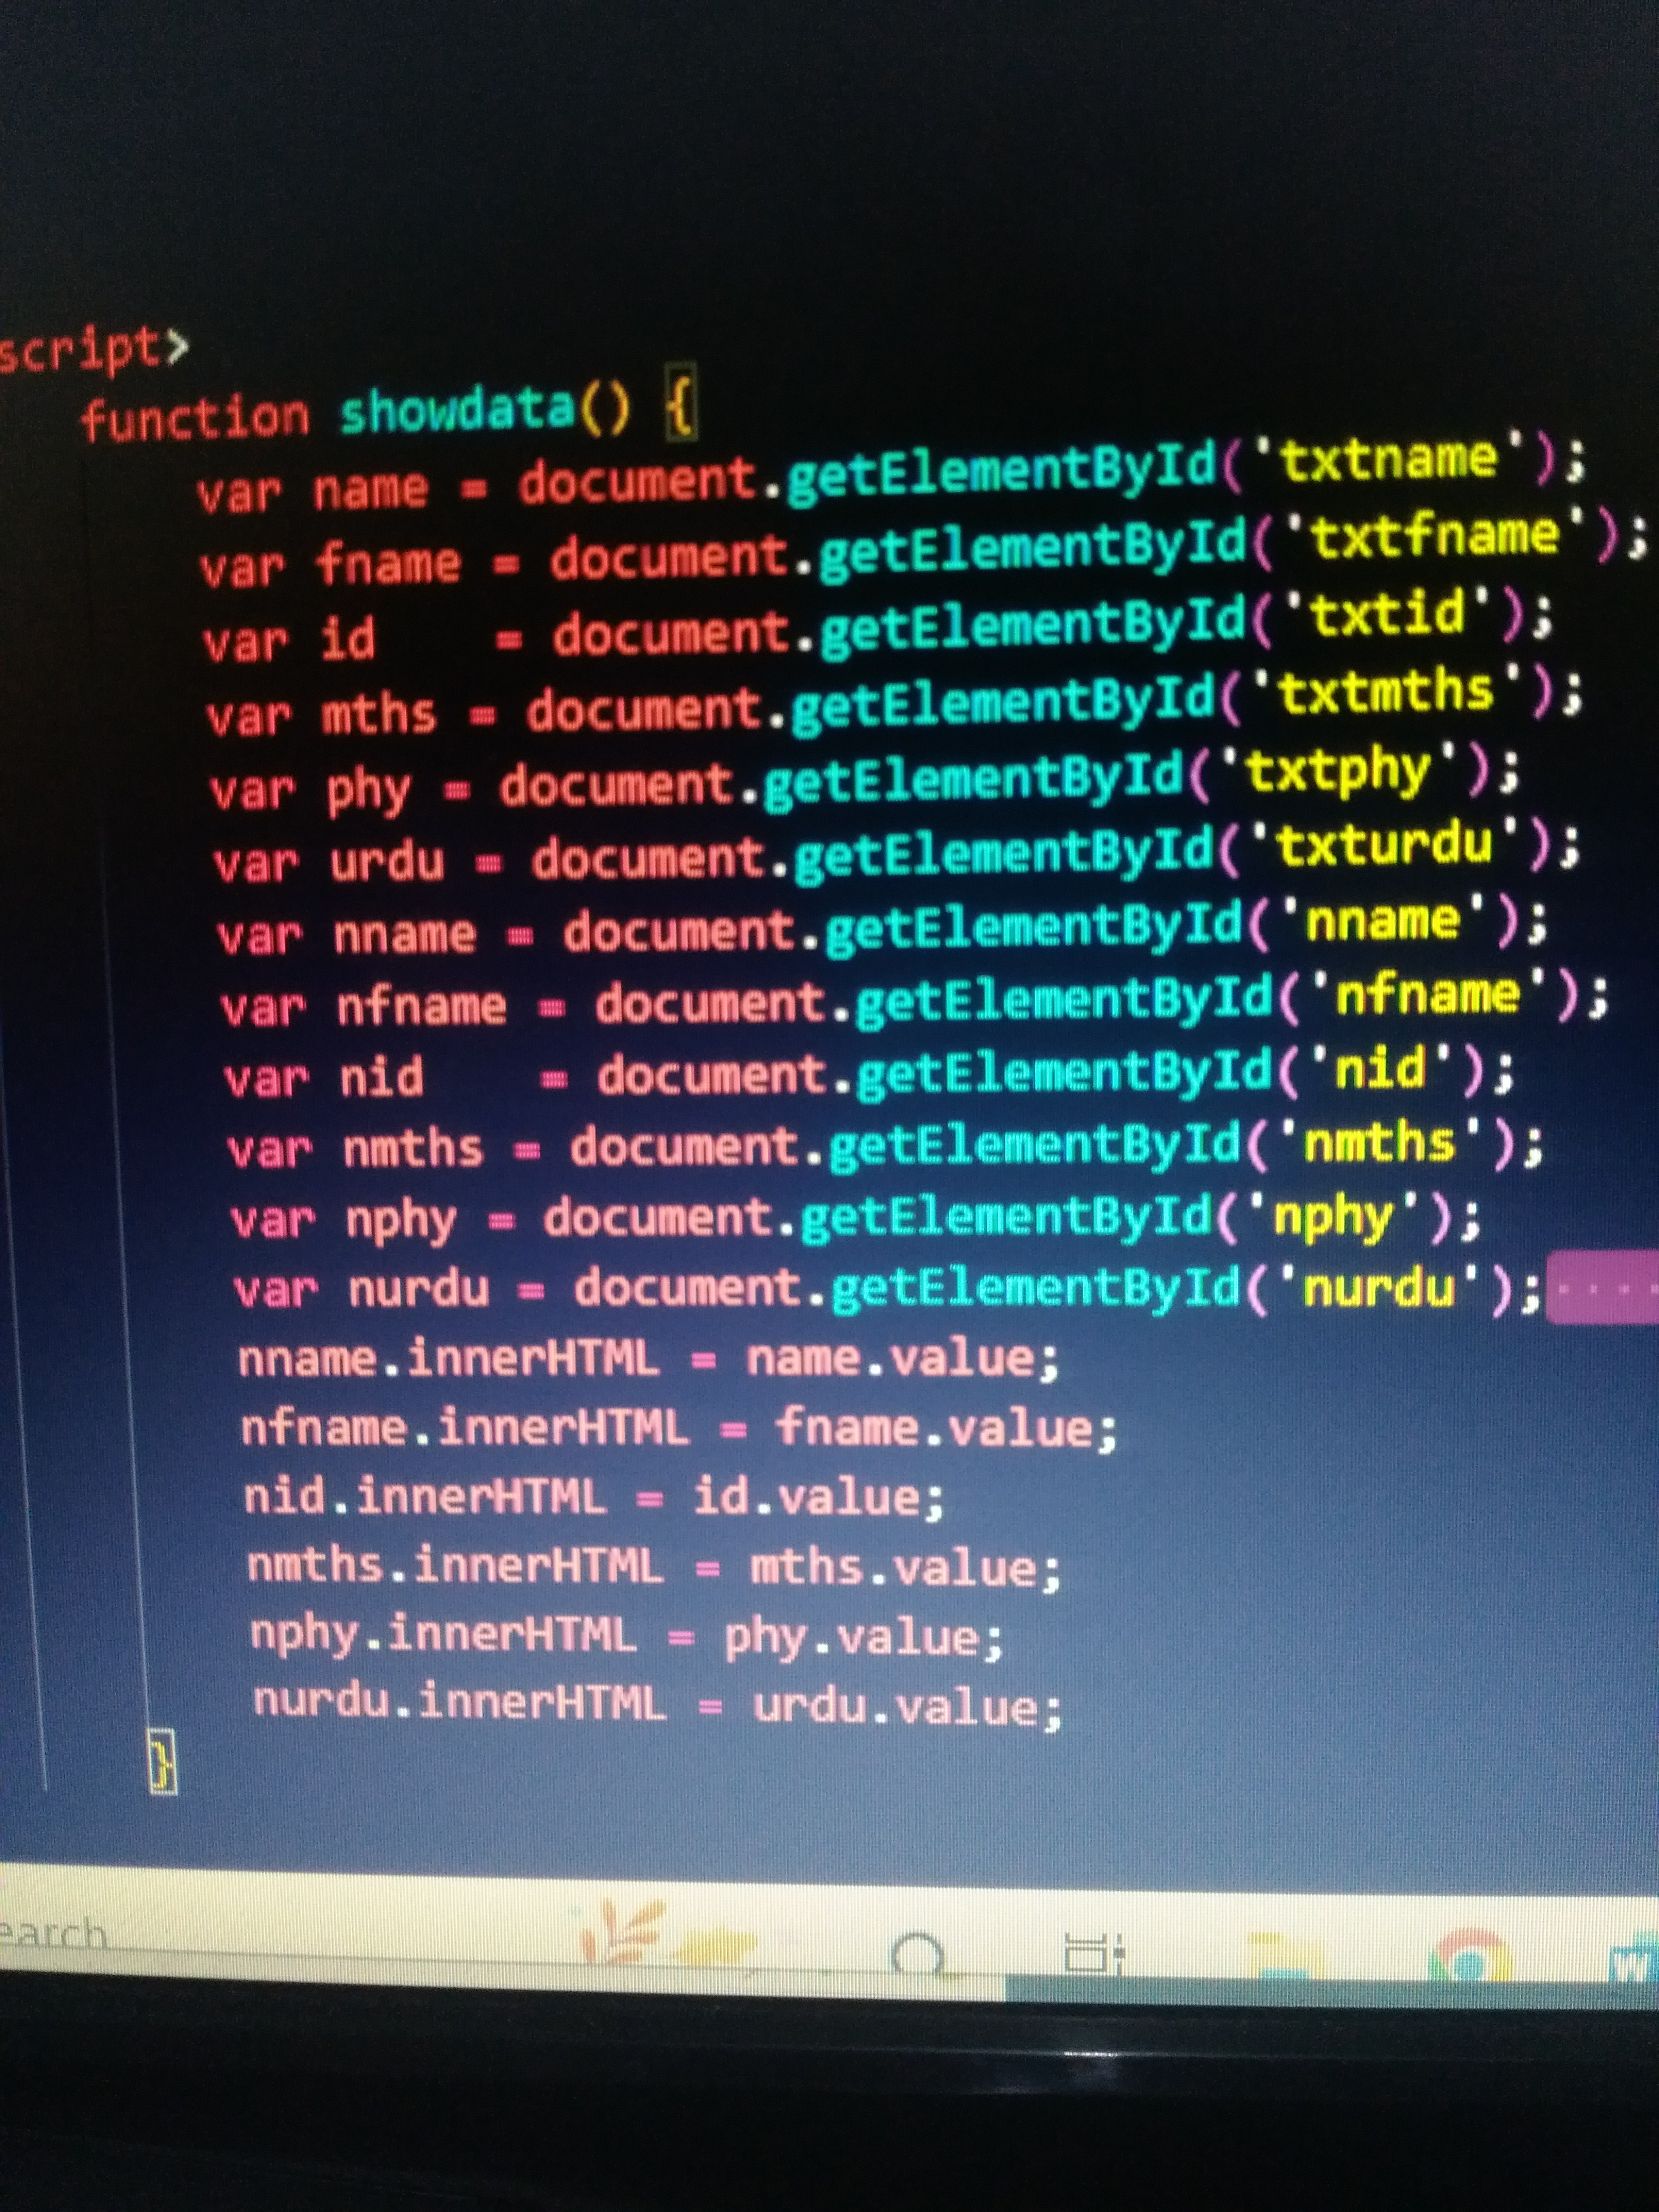 script>
function showdata() {
var name = document.getElementById('txtname');
var fname = document.getElementById('txtfname');
var id    = document.getElementById('txtid');
var mths = document.getElementById('txtmths');
var phy = document.getElementById('txtphy');
var urdu = document.getElementById('txturdu');
var nname = document.getElementById('nname');
var nfname = document.getElementById('nfname');
var nid    = document.getElementById('nid');
var nmths = document.getElementById('nmths');
var nphy = document.getElementById('nphy');
var nurdu = document.getElementById('nurdu');
nname.innerHTML = name.value;
nfname.innerHTML = fname.value;
nid.innerHTML = id.value;
nmths.innerHTML = mths.value;
nphy.innerHTML = phy.value;
nurdu.innerHTML = urdu.value;
}
earch
W